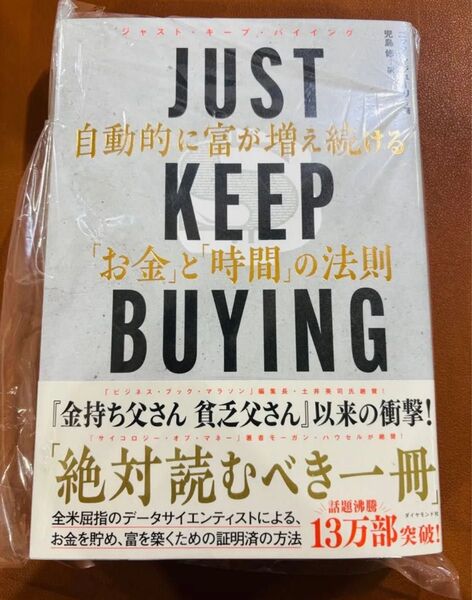 ジャスト・キープ・バイイング
JUST
自動的に富が増え続ける
KEEP
「お金」と「時間」の法則
BUYING
児島 修
「ビジネス・ブック・マラソン」編集長・土井英司氏絶賛!
『金持ち父さん 貧乏父さん』以来の衝撃!
「サイコロジー・オブ・マネー」著者モーガン・ハウセルが絶賛!
「絶対読むべき一冊」
全米屈指のデータサイエンティストによる、
お金を貯め、富を築くための証明済の方法
話題沸騰
13万部突破!
ダイヤモンド社